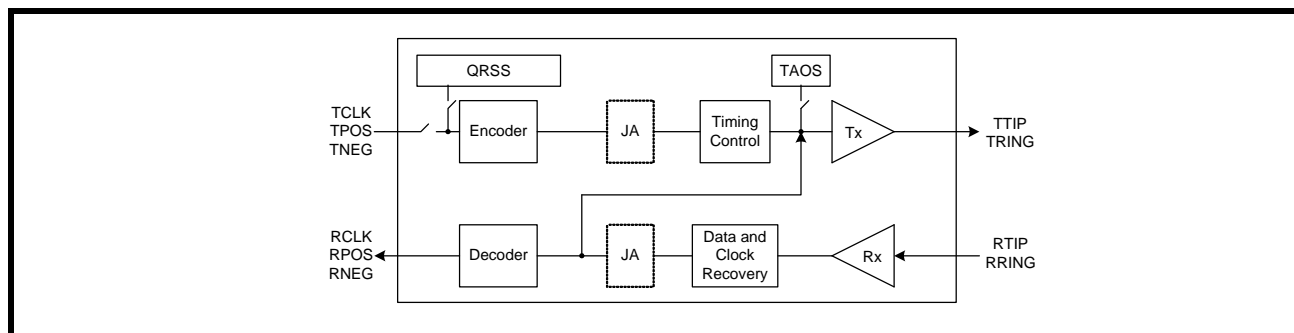 QRSS
TAOS
TCLK
TPOS
TNEG
Encoder
JA
Timing
Control
Tx
TTIP
TRING
RCLK
RPOS
RNEG
Decoder
JA
Data and
Clock
Recovery
Rx
RTIP
RRING